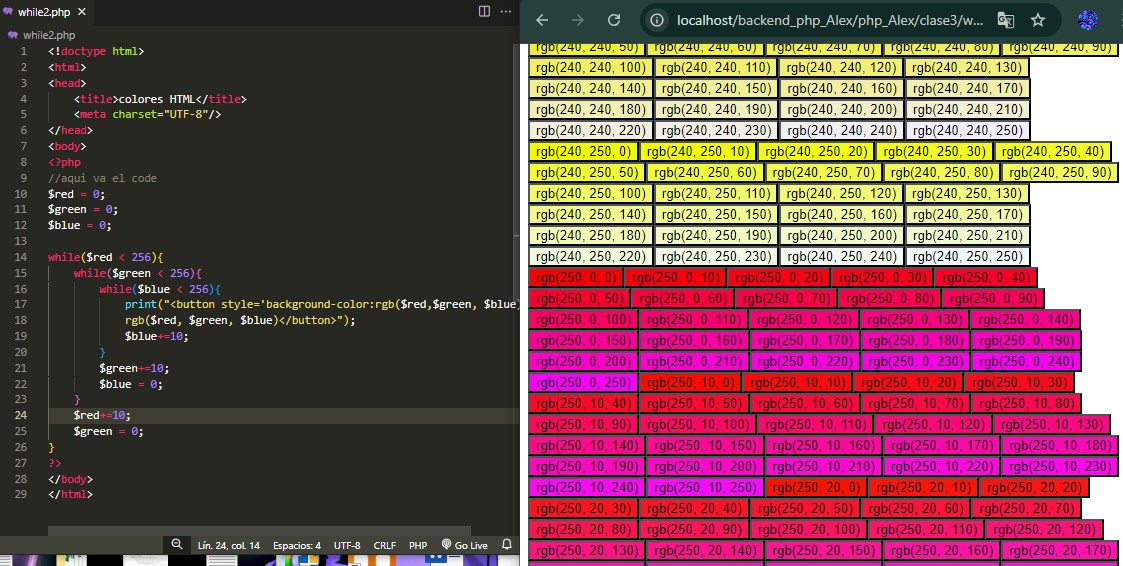 while2.php
while2.php
1 <!doctype html>
2 <html>
3 <head>
4 <title>colores HTML</title>
5 <meta charset="UTF-8"/>
6 </head>
7 <body>
8 <?php
9 //aqui va el code
10 $red = 0;
11 $green = 0;
12 $blue = 0;
13
14 while($red < 256){
15 while($green < 256){
16 while($blue < 256){
17 print("<button style='background-color:rgb($red,$green, $blue)
18 rgb($red, $green, $blue)</button>");
19 $blue+=10;
20 }
21 $green+=10;
22 $blue = 0;
23 }
24 $red+=10;
25 $green = 0;
26 }
27 ?>
28 </body>
29 </html>
Lín. 24, col. 14 Espacios: 4 UTF-8 CRLF PHP Go Live
localhost/backend_php_Alex/php_Alex/clase3/w...
rgb(240, 240, 50) rgb(240, 240, 60) rgb(240, 240, 70) rgb(240, 240, 80) rgb(240, 240, 90)
rgb(240, 240, 100) rgb(240, 240, 110) rgb(240, 240, 120) rgb(240, 240, 130)
rgb(240, 240, 140) rgb(240, 240, 150) rgb(240, 240, 160) rgb(240, 240, 170)
rgb(240, 240, 180) rgb(240, 240, 190) rgb(240, 240, 200) rgb(240, 240, 210)
rgb(240, 240, 220) rgb(240, 240, 230) rgb(240, 240, 240) rgb(240, 240, 250)
rgb(240, 250, 0) rgb(240, 250, 10) rgb(240, 250, 20) rgb(240, 250, 30) rgb(240, 250, 40)
rgb(240, 250, 50) rgb(240, 250, 60) rgb(240, 250, 70) rgb(240, 250, 80) rgb(240, 250, 90)
rgb(240, 250, 100) rgb(240, 250, 110) rgb(240, 250, 120) rgb(240, 250, 130)
rgb(240, 250, 140) rgb(240, 250, 150) rgb(240, 250, 160) rgb(240, 250, 170)
rgb(240, 250, 180) rgb(240, 250, 190) rgb(240, 250, 200) rgb(240, 250, 210)
rgb(240, 250, 220) rgb(240, 250, 230) rgb(240, 250, 240) rgb(240, 250, 250)
rgb(250, 0, 0) rgb(250, 0, 10) rgb(250, 0, 20) rgb(250, 0, 30) rgb(250, 0, 40)
rgb(250, 0, 50) rgb(250, 0, 60) rgb(250, 0, 70) rgb(250, 0, 80) rgb(250, 0, 90)
rgb(250, 0, 100) rgb(250, 0, 110) rgb(250, 0, 120) rgb(250, 0, 130) rgb(250, 0, 140)
rgb(250, 0, 150) rgb(250, 0, 160) rgb(250, 0, 170) rgb(250, 0, 180) rgb(250, 0, 190)
rgb(250, 0, 200) rgb(250, 0, 210) rgb(250, 0, 220) rgb(250, 0, 230) rgb(250, 0, 240)
rgb(250, 0, 250) rgb(250, 10, 0) rgb(250, 10, 10) rgb(250, 10, 20) rgb(250, 10, 30)
rgb(250, 10, 40) rgb(250, 10, 50) rgb(250, 10, 60) rgb(250, 10, 70) rgb(250, 10, 80)
rgb(250, 10, 90) rgb(250, 10, 100) rgb(250, 10, 110) rgb(250, 10, 120) rgb(250, 10, 130)
rgb(250, 10, 140) rgb(250, 10, 150) rgb(250, 10, 160) rgb(250, 10, 170) rgb(250, 10, 180)
rgb(250, 10, 190) rgb(250, 10, 200) rgb(250, 10, 210) rgb(250, 10, 220) rgb(250, 10, 230)
rgb(250, 10, 240) rgb(250, 10, 250) rgb(250, 20, 0) rgb(250, 20, 10) rgb(250, 20, 20)
rgb(250, 20, 30) rgb(250, 20, 40) rgb(250, 20, 50) rgb(250, 20, 60) rgb(250, 20, 70)
rgb(250, 20, 80) rgb(250, 20, 90) rgb(250, 20, 100) rgb(250, 20, 110) rgb(250, 20, 120)
rgb(250, 20, 130) rgb(250, 20, 140) rgb(250, 20, 150) rgb(250, 20, 160) rgb(250, 20, 170)